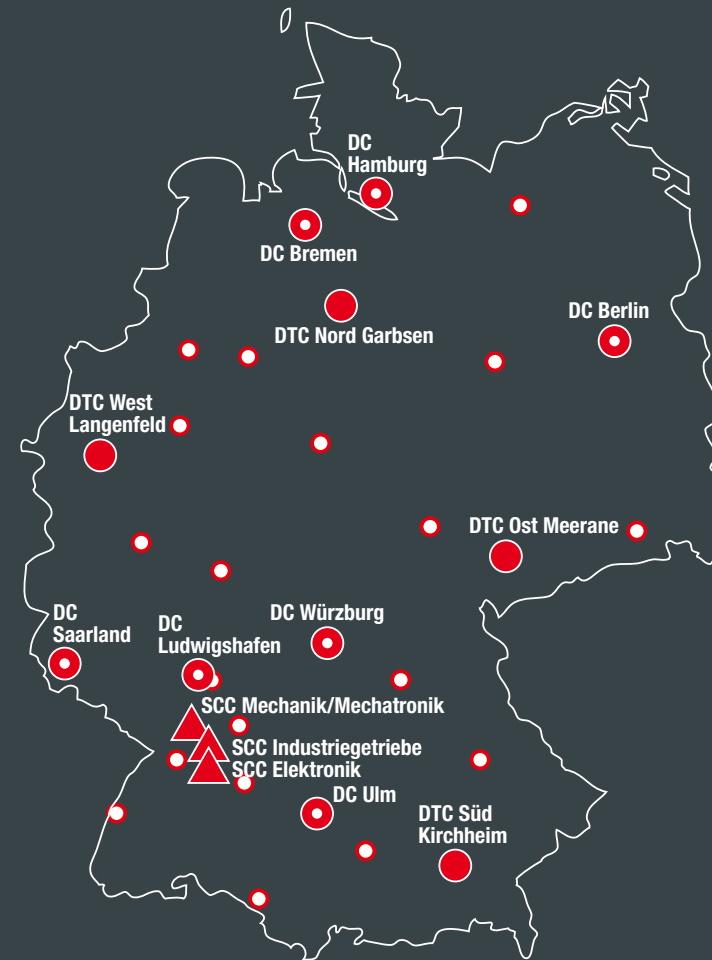 DC
Hamburg
DC Bremen
DTC Nord Garbsen
DC Berlin
DTC West
Langenfeld
DTC Ost Meerane
DC
Saarland
DC
Ludwigshafen
DC Würzburg
SCC Mechanik/Mechatronik
SCC Industriegetriebe
SCC Elektronik
DC Ulm
DTC Süd
Kirchheim